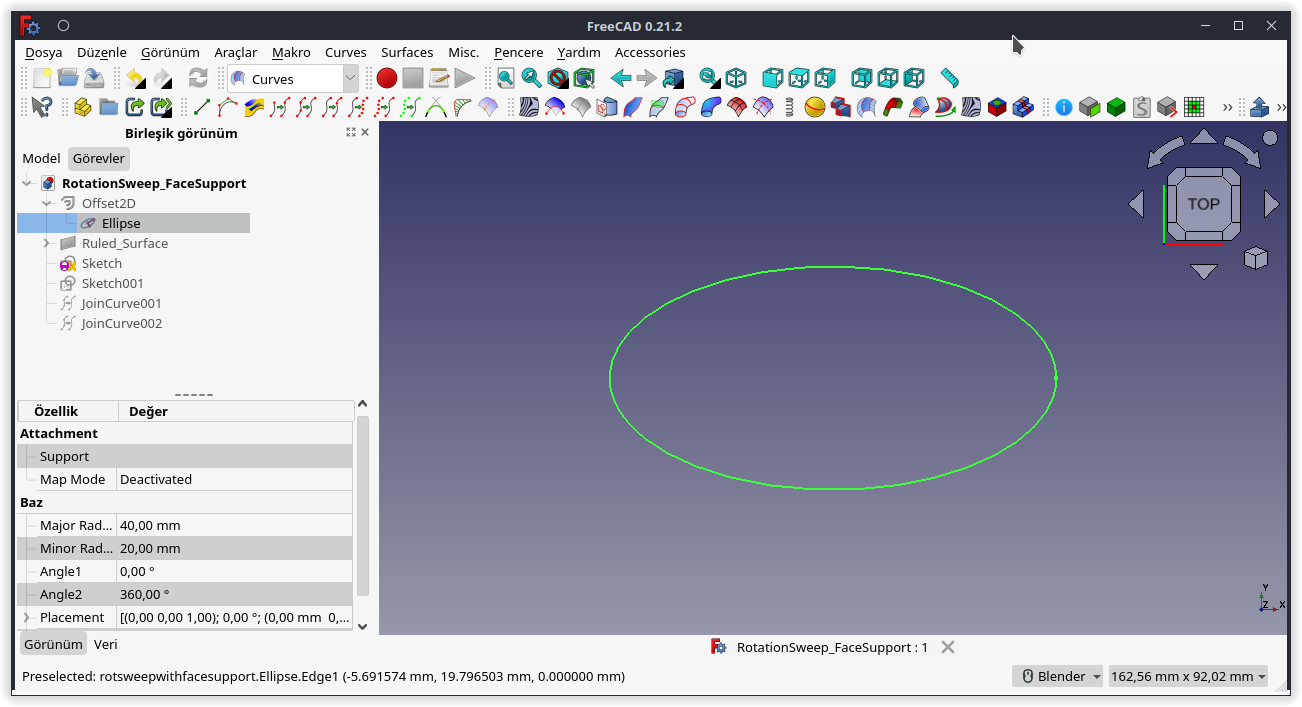 FreeCAD 0.21.2
Dosya Düzenle Görünüm Araçlar Makro Curves Surfaces Misc. Pencere Yardım Accessories
Curves
Birleşik görünüm
Model Görevler
RotationSweep_FaceSupport
Offset2D
Ellipse
Ruled_Surface
Sketch
Sketch001
JoinCurve001
JoinCurve002
TOP
Özellik Değer
Attachment
Support
Map Mode Deactivated
Baz
Major Rad... 40,00 mm
Minor Rad... 20,00 mm
Angle1 0,00 °
Angle2 360,00 °
Placement [(0,00 0,00 1,00); 0,00 °; (0,00 mm 0,...
Y
Z X
Görünüm Veri
RotationSweep_FaceSupport : 1
Preselected: rotsweepwithfacesupport.Ellipse.Edge1 (-5.691574 mm, 19.796503 mm, 0.000000 mm)
Blender 162,56 mm x 92,02 mm